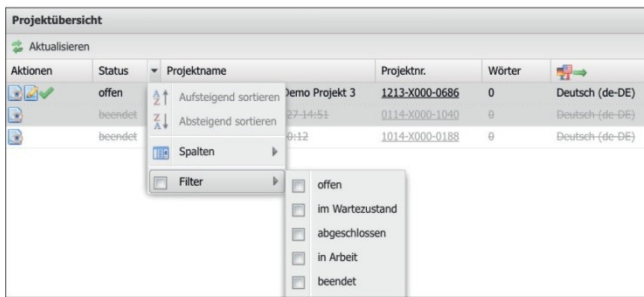 Projektübersicht
Aktualisieren
Aktionen Status Projektname Projektnr. Wörter
offen Demo Projekt 3 1213-X000-0686 0 Deutsch (de-DE)
beendet 27 14:51 0114-X000-1040 0 Deutsch (de-DE)
beendet 0:12 1014-X000-0188 0 Deutsch (de-DE)
Aufsteigend sortieren
Absteigend sortieren
Spalten
Filter
offen
im Wartezustand
abgeschlossen
in Arbeit
beendet